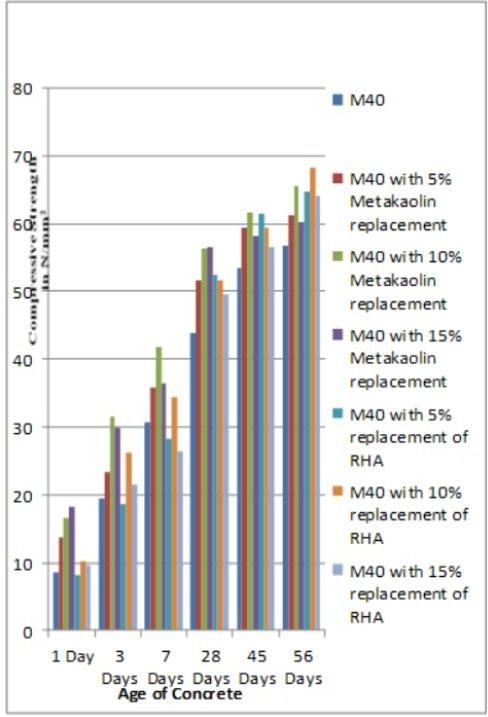 80
70
60
50
40
30
20
10
0
Compressive Strength
in N/mm²
1 Day
3
Days
7
Days
28
Days
45
Days
56
Days
Age of Concrete
M40
M40 with 5%
Metakaolin
replacement
M40 with 10%
Metakaolin
replacement
M40 with 15%
Metakaolin
replacement
M40 with 5%
replacement of
RHA
M40 with 10%
replacement of
RHA
M40 with 15%
replacement of
RHA